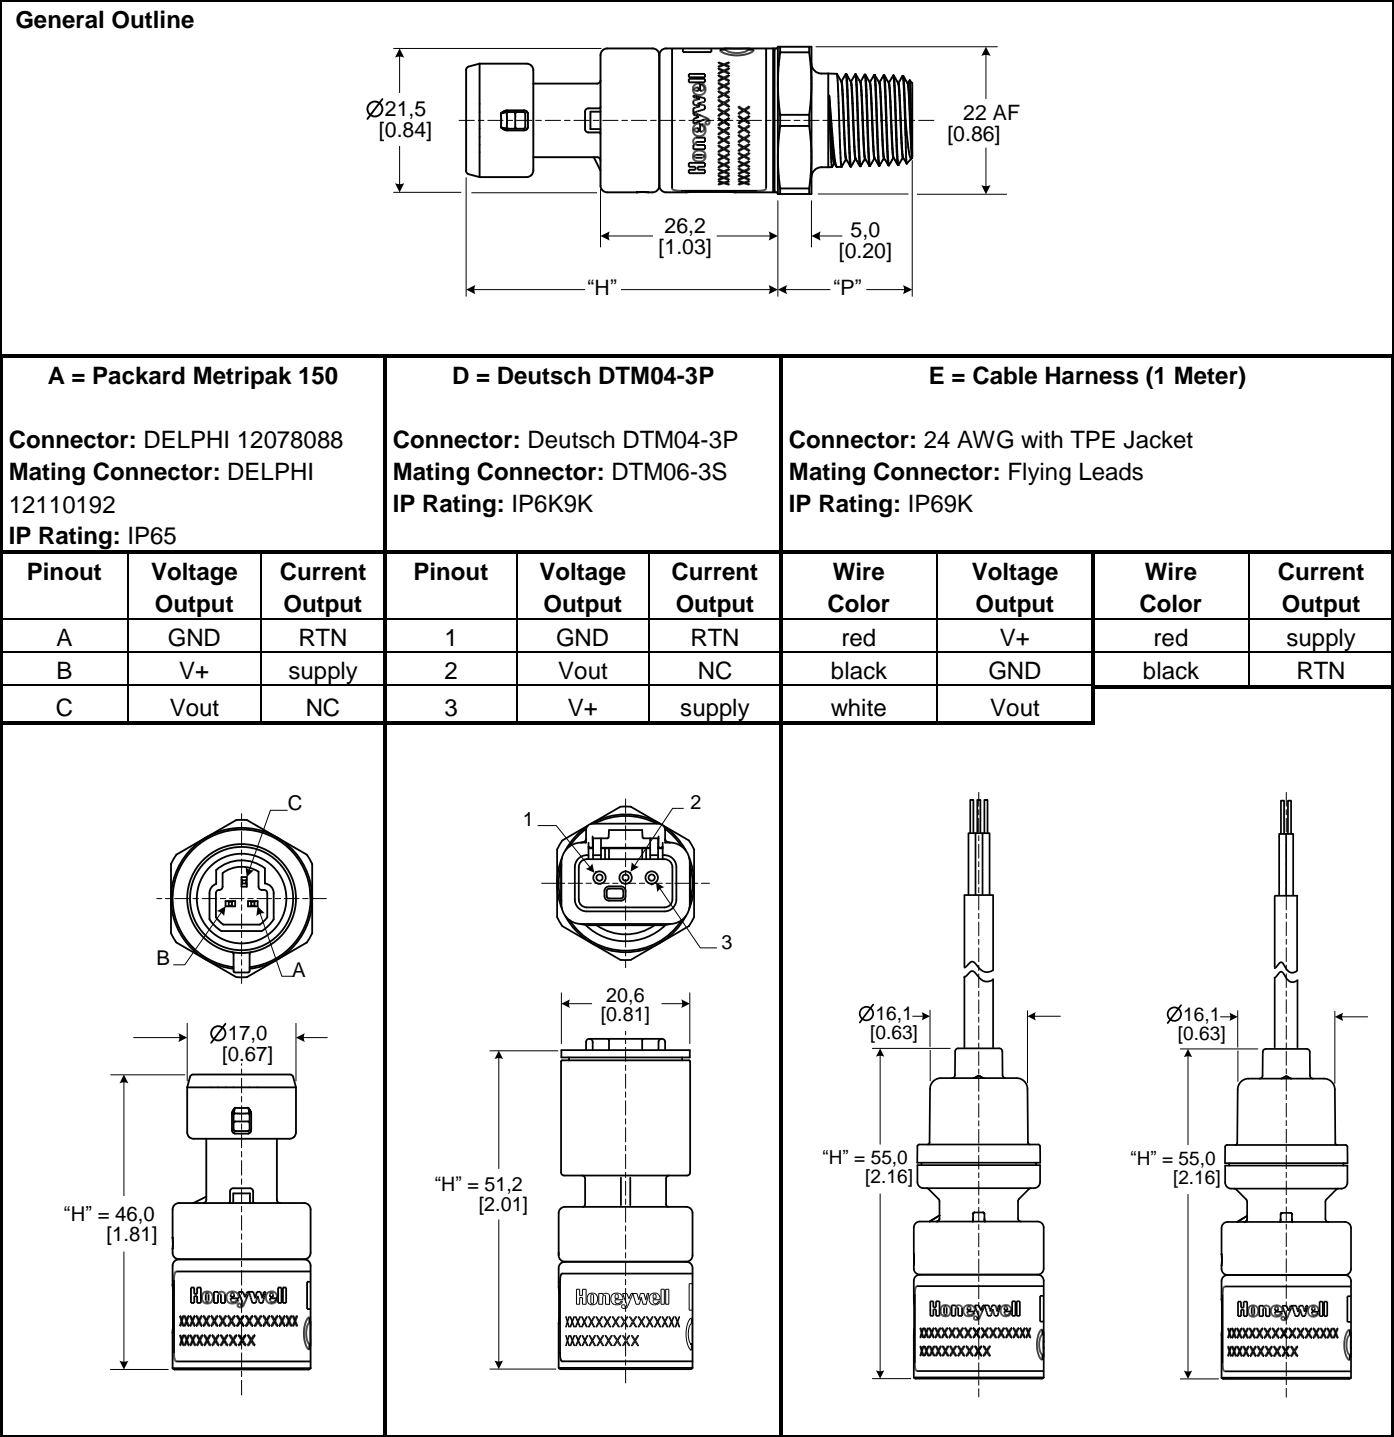 General Outline
Ø21,5
[0.84]
Honeywell
22 AF
[0.86]
26,2
[1.03]
5,0
[0.20]
“H”
“P”
A = Packard Metripak 150
Connector: DELPHI 12078088
Mating Connector: DELPHI
12110192
IP Rating: IP65
D = Deutsch DTM04-3P
Connector: Deutsch DTM04-3P
Mating Connector: DTM06-3S
IP Rating: IP6K9K
E = Cable Harness (1 Meter)
Connector: 24 AWG with TPE Jacket
Mating Connector: Flying Leads
IP Rating: IP69K
Pinout Voltage Output Current Output Pinout Voltage Output Current Output Wire Color Voltage Output Wire Color Current Output
A GND RTN 1 GND RTN red V+ red supply
B V+ supply 2 Vout NC black GND black RTN
C Vout NC 3 V+ supply white Vout
C
B
A
Ø17,0
[0.67]
“H” = 46,0
[1.81]
Honeywell
1
2
3
20,6
[0.81]
“H” = 51,2
[2.01]
Honeywell
Ø16,1
[0.63]
“H” = 55,0
[2.16]
Honeywell
Ø16,1
[0.63]
“H” = 55,0
[2.16]
Honeywell